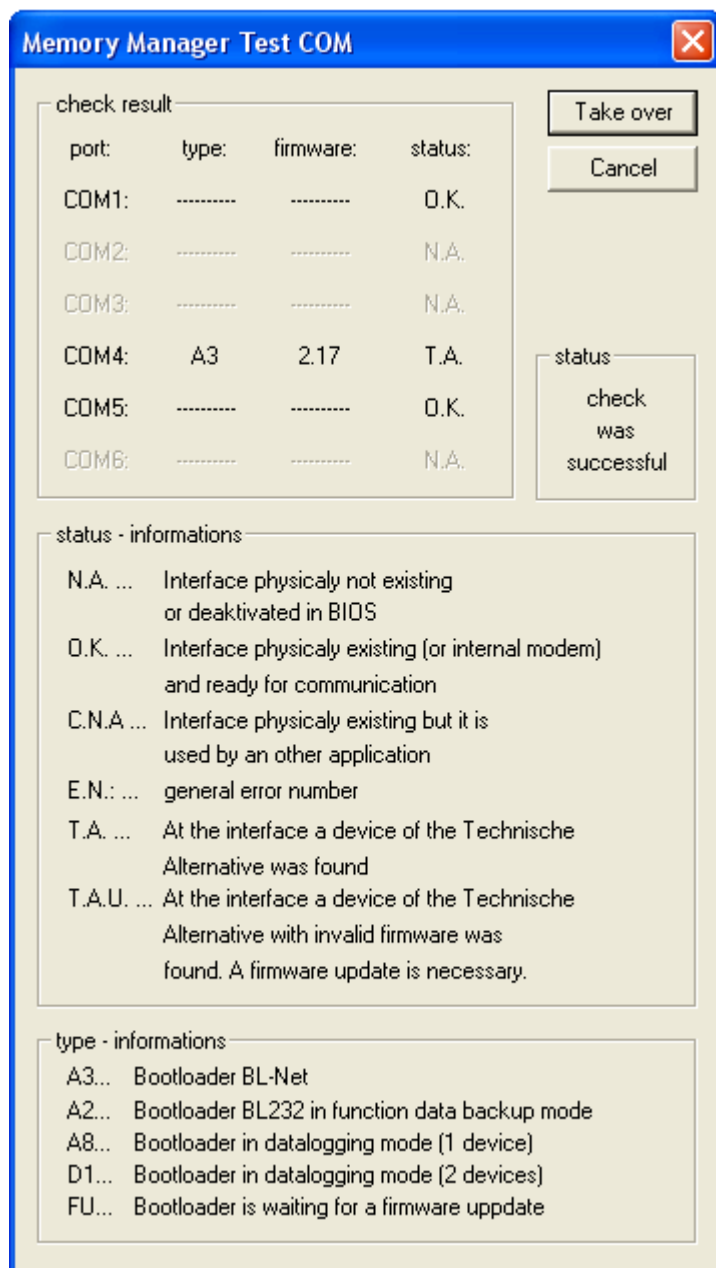 Memory Manager Test COM
check result
Take over
Cancel
port: type: firmware: status:
COM1: ---------- ---------- O.K.
COM2: ---------- ---------- N.A.
COM3: ---------- ---------- N.A.
COM4: A3 2.17 T.A.
COM5: ---------- ---------- O.K.
COM6: ---------- ---------- N.A.
status
check
was
successful
status - informations
N.A. ... Interface physicaly not existing
or deaktivated in BIOS
O.K. ... Interface physicaly existing (or internal modem)
and ready for communication
C.N.A ... Interface physicaly existing but it is
used by an other application
E.N.: ... general error number
T.A. ... At the interface a device of the Technische
Alternative was found
T.A.U. ... At the interface a device of the Technische
Alternative with invalid firmware was
found. A firmware update is necessary.
type - informations
A3... Bootloader BL-Net
A2... Bootloader BL232 in function data backup mode
A8... Bootloader in datalogging mode (1 device)
D1... Bootloader in datalogging mode (2 devices)
FU... Bootloader is waiting for a firmware uppdate